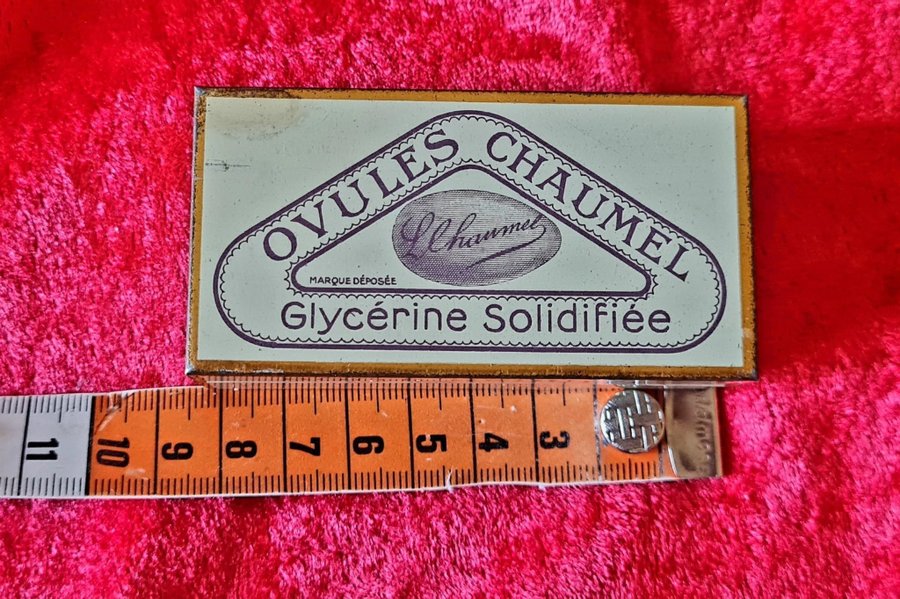 OVULES CHAUMEL
L Chaumel
MARQUE DÉPOSÉE
Glycérine Solidifiée
11 10 9 8 7 6 5 4 3